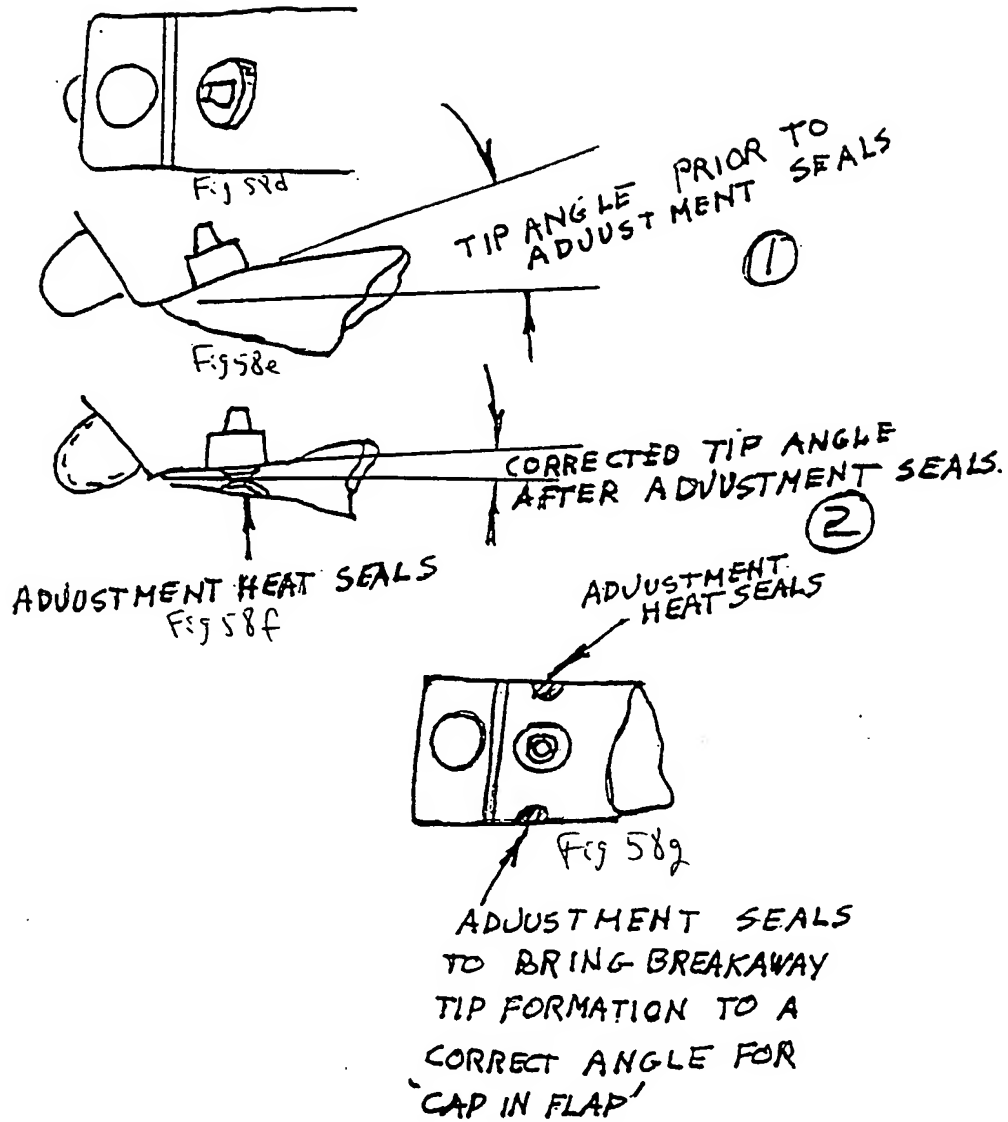 Fig 58d
TIP ANGLE PRIOR TO
ADJUSTMENT SEALS
1
Fig 58e
CORRECTED TIP ANGLE
AFTER ADJUSTMENT SEALS.
2
ADJUSTMENT HEAT SEALS
Fig 58f
ADJUSTMENT
HEAT SEALS
Fig 58g
ADJUSTMENT SEALS
TO BRING BREAKAWAY
TIP FORMATION TO A
CORRECT ANGLE FOR
'CAP IN FLAP'